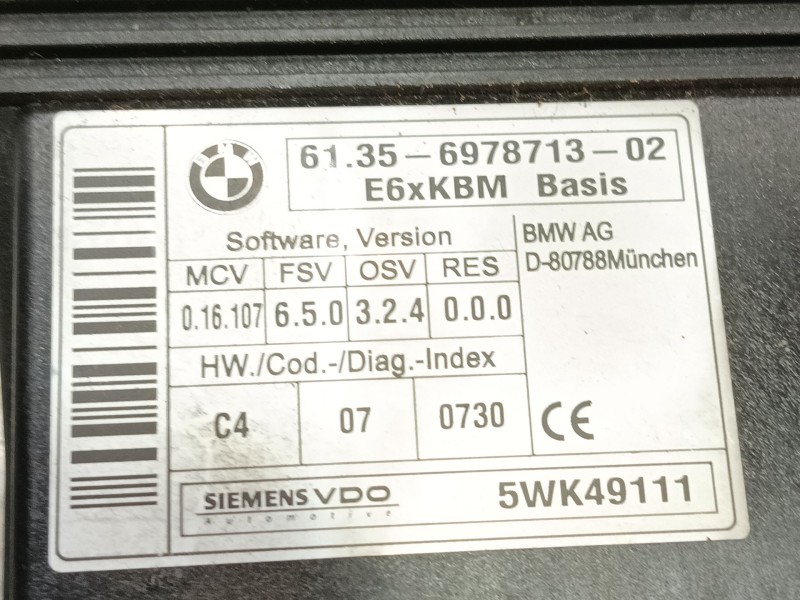 BMW
61.35-6978713-02
E6xKBM Basis
Software, Version
BMW AG
D-80788München
MCV FSV OSV RES
0.16.107 6.5.0 3.2.4 0.0.0
HW./Cod.-/Diag.-Index
C4 07 0730
CE
SIEMENS VDO
Automotive
5WK49111